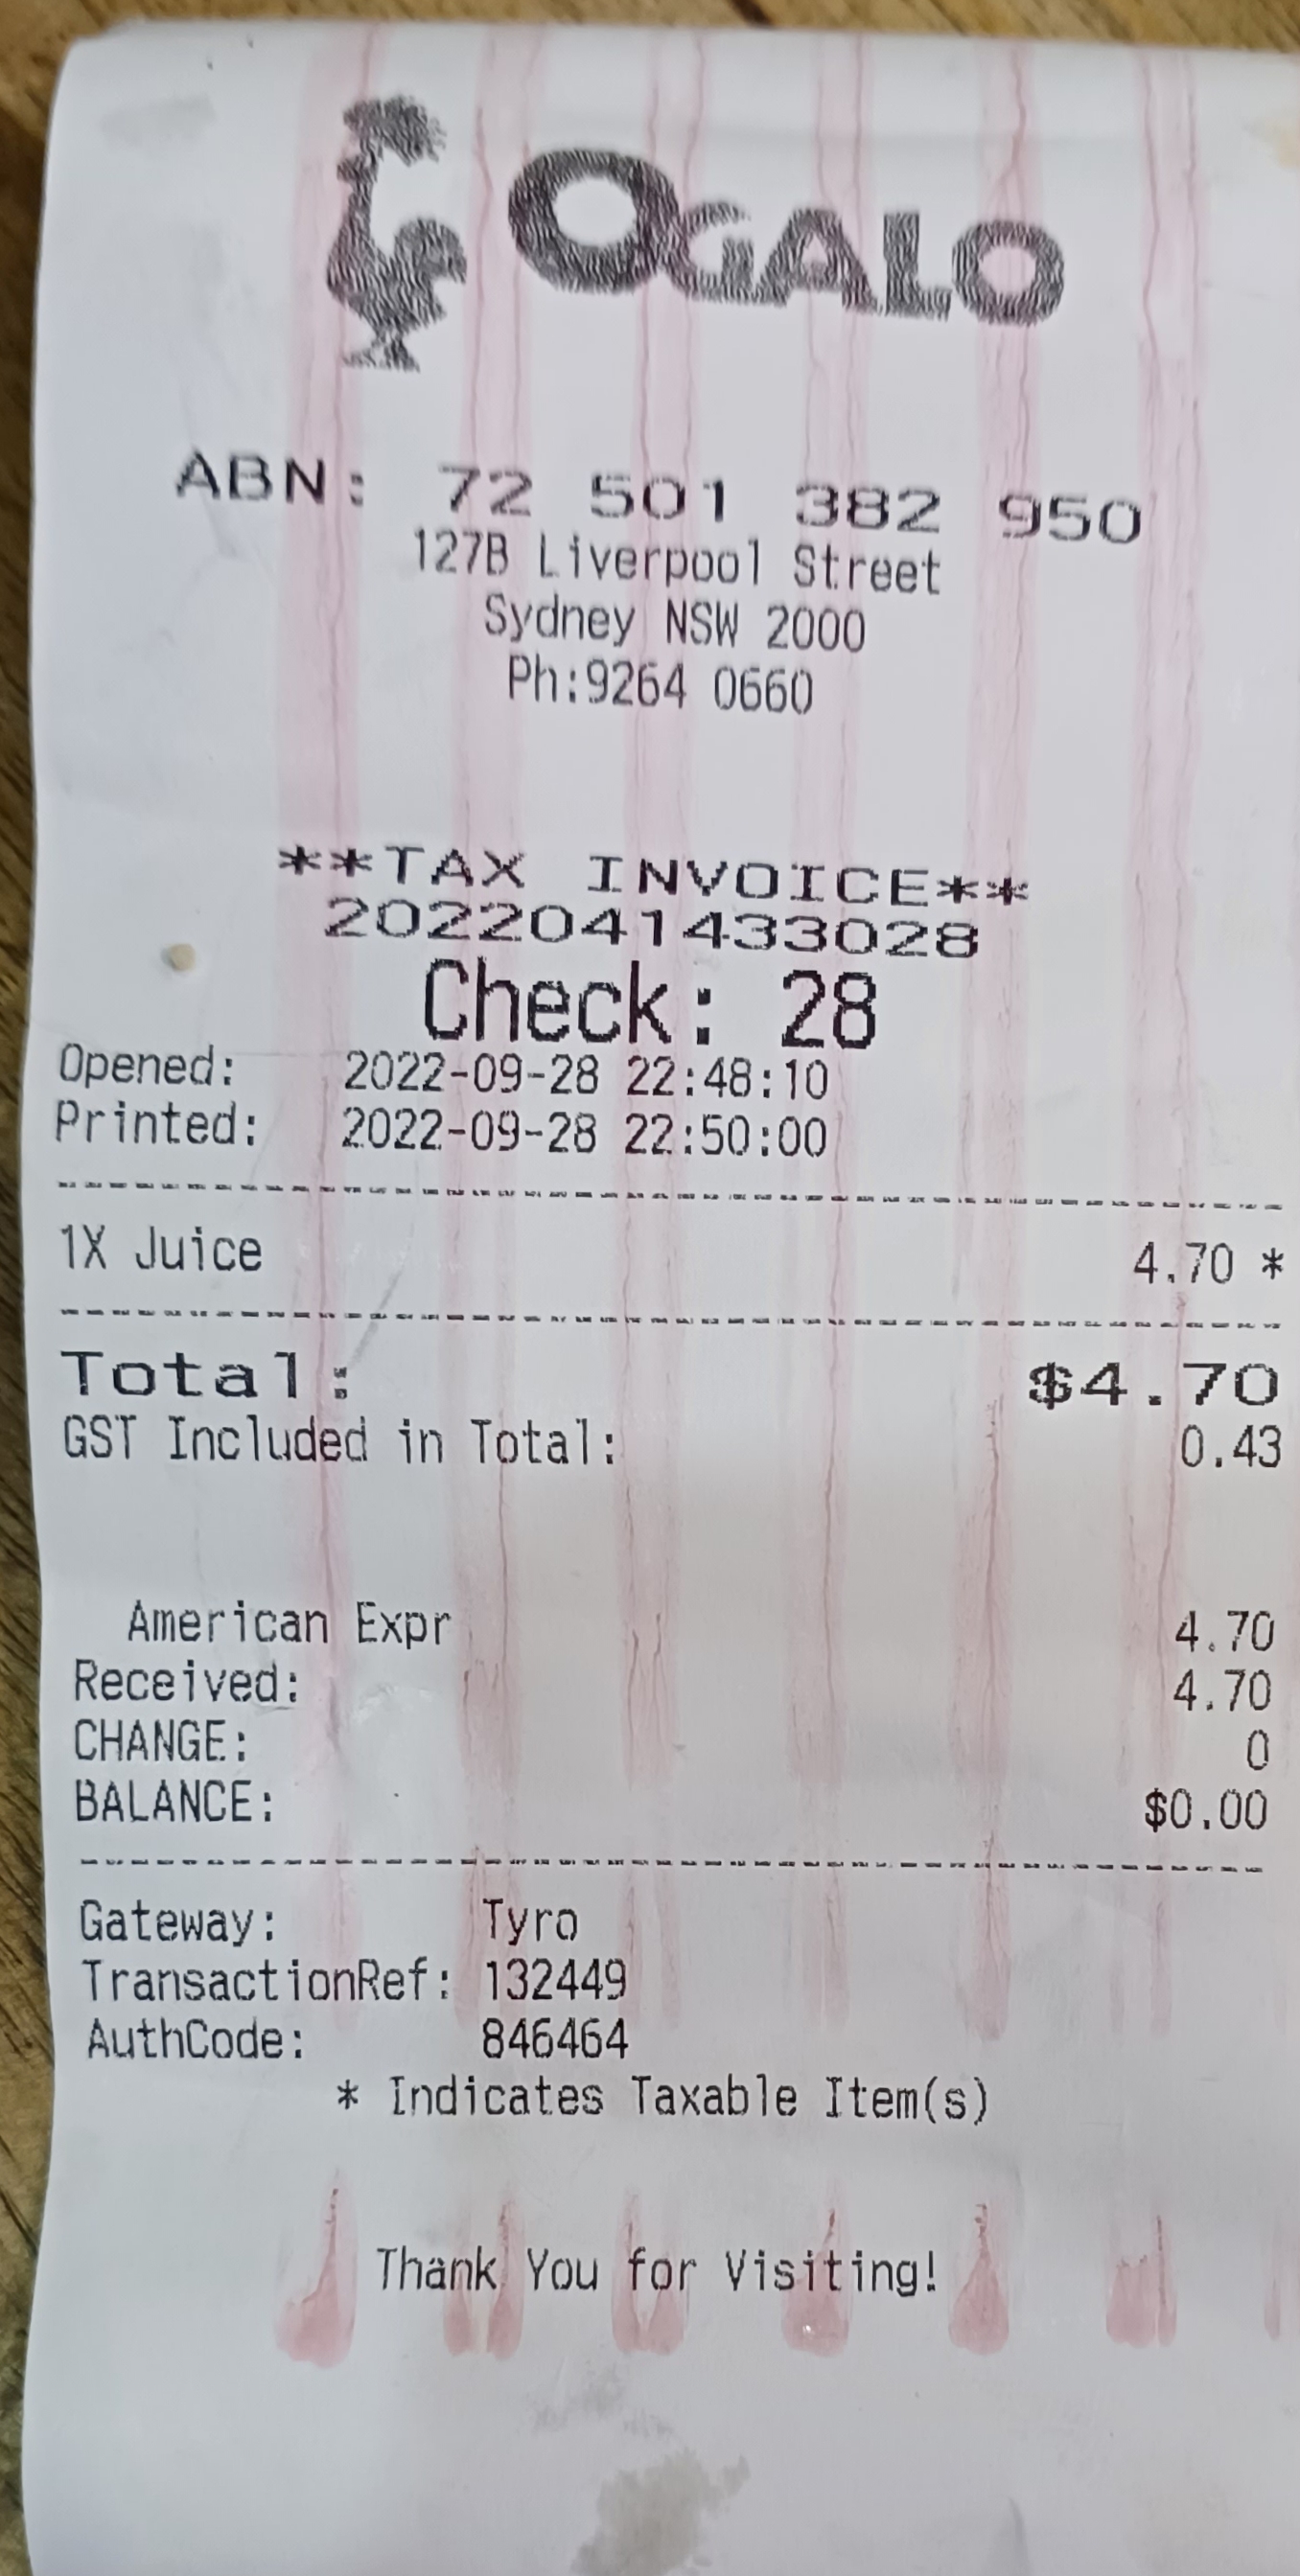 OGALO
ABN: 72 501 382 950
127B Liverpool Street
Sydney NSW 2000
Ph:9264 0660
**TAX INVOICE**
2022041433028
Check: 28
Opened: 2022-09-28 22:48:10
Printed: 2022-09-28 22:50:00
1X Juice 4.70 *
Total: $4.70
GST Included in Total: 0.43
American Expr 4.70
Received: 4.70
CHANGE: 0
BALANCE: $0.00
Gateway: Tyro
TransactionRef: 132449
AuthCode: 846464
* Indicates Taxable Item(s)
Thank You for Visiting!